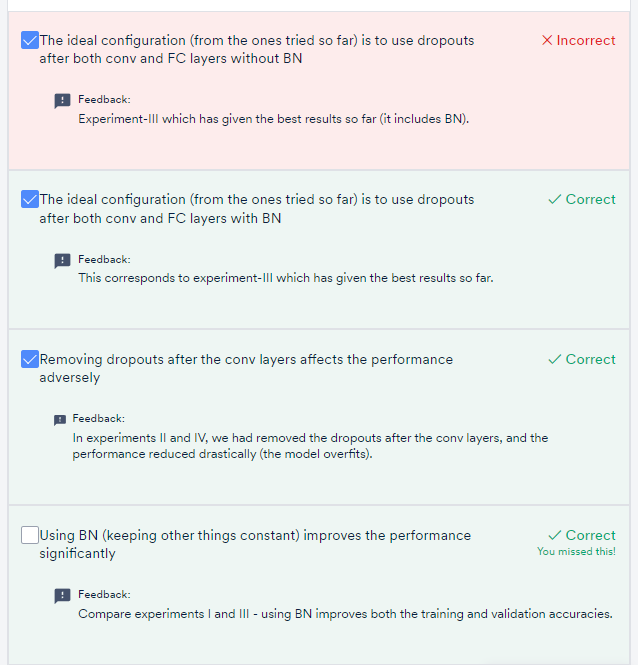 The ideal configuration (from the ones tried so far) is to use dropouts
after both conv and FC layers without BN
Incorrect
Feedback:
Experiment-III which has given the best results so far (it includes BN).
The ideal configuration (from the ones tried so far) is to use dropouts
after both conv and FC layers with BN
Correct
Feedback:
This corresponds to experiment-III which has given the best results so far.
Removing dropouts after the conv layers affects the performance
adversely
Correct
Feedback:
In experiments II and IV, we had removed the dropouts after the conv layers, and the
performance reduced drastically (the model overfits).
Using BN (keeping other things constant) improves the performance
significantly
Correct
You missed this!
Feedback:
Compare experiments I and III - using BN improves both the training and validation accuracies.